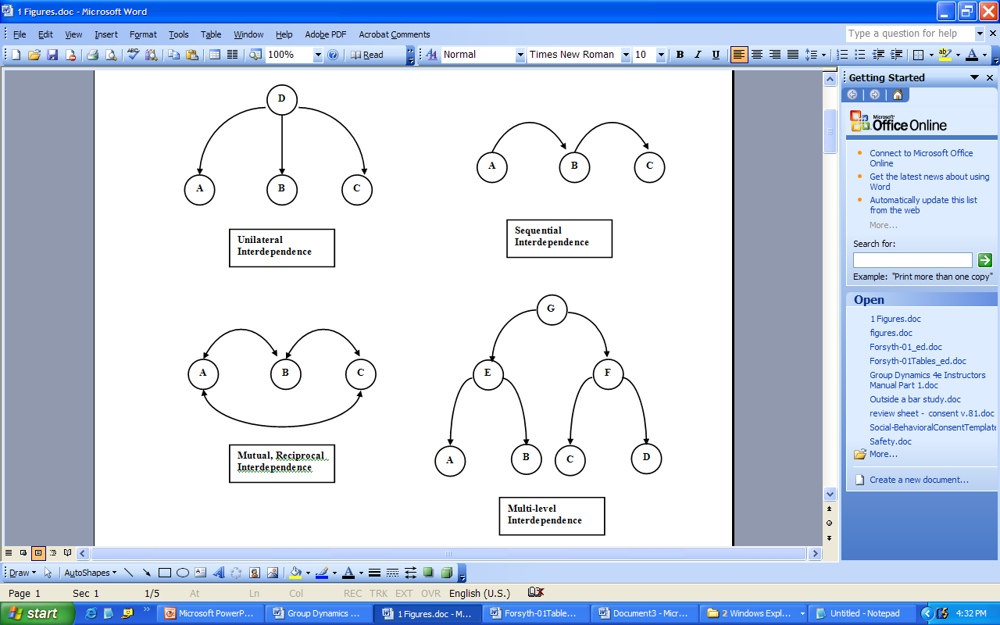 1 Figures.doc - Microsoft Word
File Edit View Insert Format Tools Table Window Help Adobe PDF Acrobat Comments
Type a question for help
100% Read Normal Times New Roman 10 B I U
D
A B C
Unilateral
Interdependence
A B C
Sequential
Interdependence
A B C
Mutual, Reciprocal
Interdependence
G
E F
A B C D
Multi-level
Interdependence
Getting Started
Microsoft
Office Online
Connect to Microsoft Office
Online
Get the latest news about using
Word
Automatically update this list
from the web
More...
Search for:
Example: "Print more than one copy"
Open
1 Figures.doc
figures.doc
Forsyth-01_ed.doc
Forsyth-01Tables_ed.doc
Group Dynamics 4e Instructors
Manual Part 1.doc
Outside a bar study.doc
review sheet - consent v.81.doc
Social-BehavioralConsentTemplate
Safety.doc
More...
Create a new document...
Draw AutoShapes
Page 1 Sec 1 1/5 At Ln Col REC TRK EXT OVR English (U.S.)
start Microsoft PowerP... Group Dynamics ... 1 Figures.doc - M... Forsyth-01Table... Document3 - Micr... 2 Windows Expl... Untitled - Notepad 4:32 PM